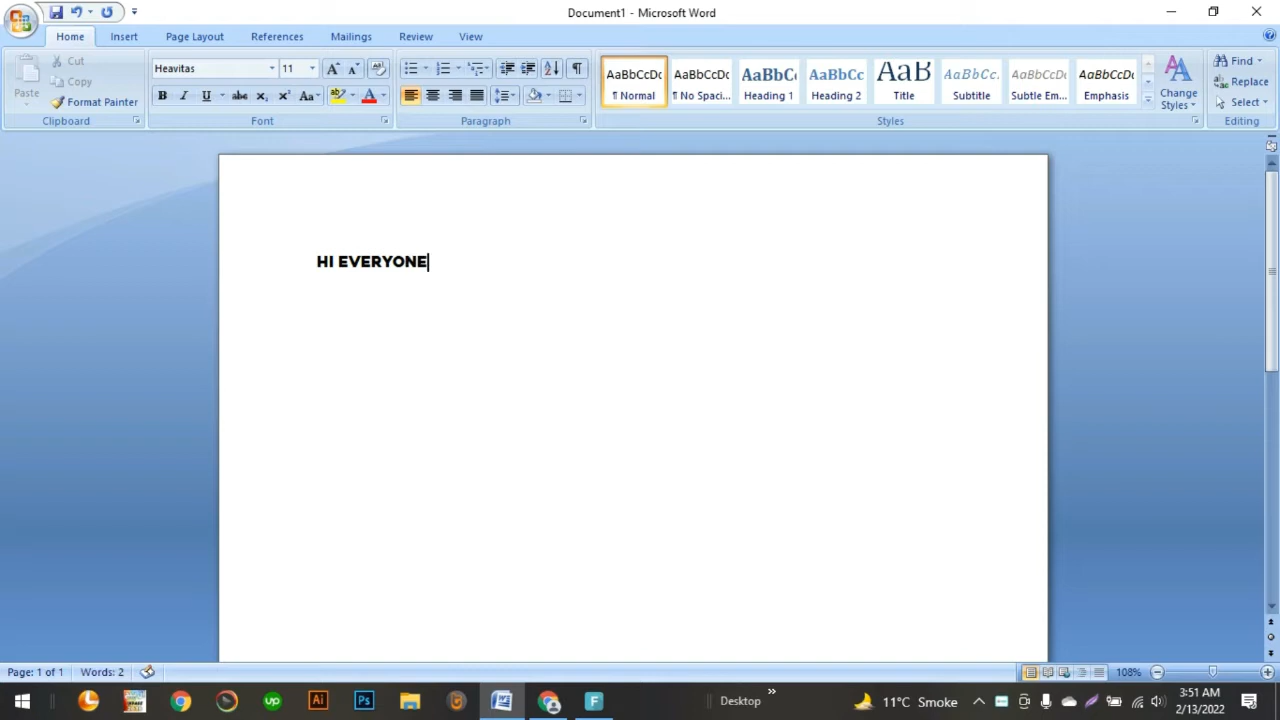 Document1 - Microsoft Word
Home Insert Page Layout References Mailings Review View
Paste
Cut
Copy
Format Painter
Clipboard
Heavitas 11
Font
Paragraph
AaBbCcDc AaBbCcDc AaBbC AaBbCc AaB AaBbCc. AaBbCcDc AaBbCcDc
¶ Normal ¶ No Spaci... Heading 1 Heading 2 Title Subtitle Subtle Em... Emphasis
Styles
Change
Styles
Find
Replace
Select
Editing
HI EVERYONE
Page: 1 of 1 Words: 2 108%
Desktop 11°C Smoke 3:51 AM
2/13/2022